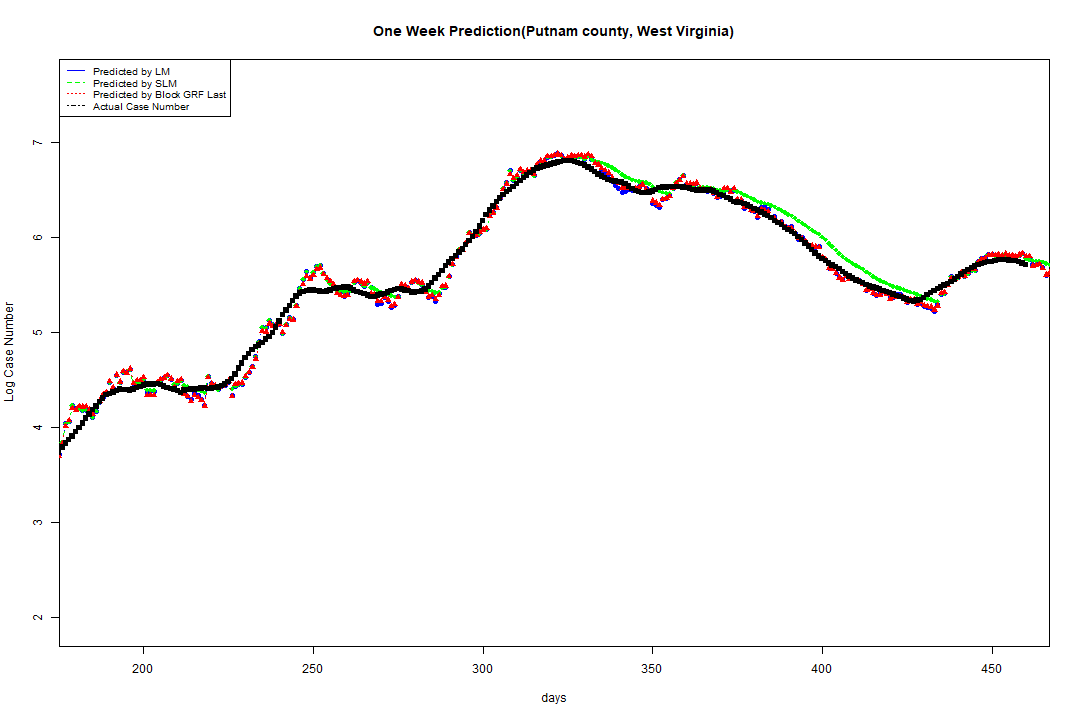 One Week Prediction(Putnam county, West Virginia)
Predicted by LM
Predicted by SLM
Predicted by Block GRF Last
Actual Case Number
7
6
5
4
3
2
Log Case Number
200 250 300 350 400 450
days